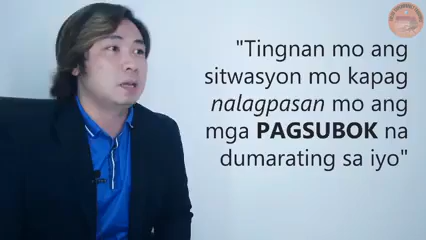 "Tingnan mo ang
sitwasyon mo kapag
nalagpasan mo ang
mga PAGSUBOK na
dumarating sa iyo"